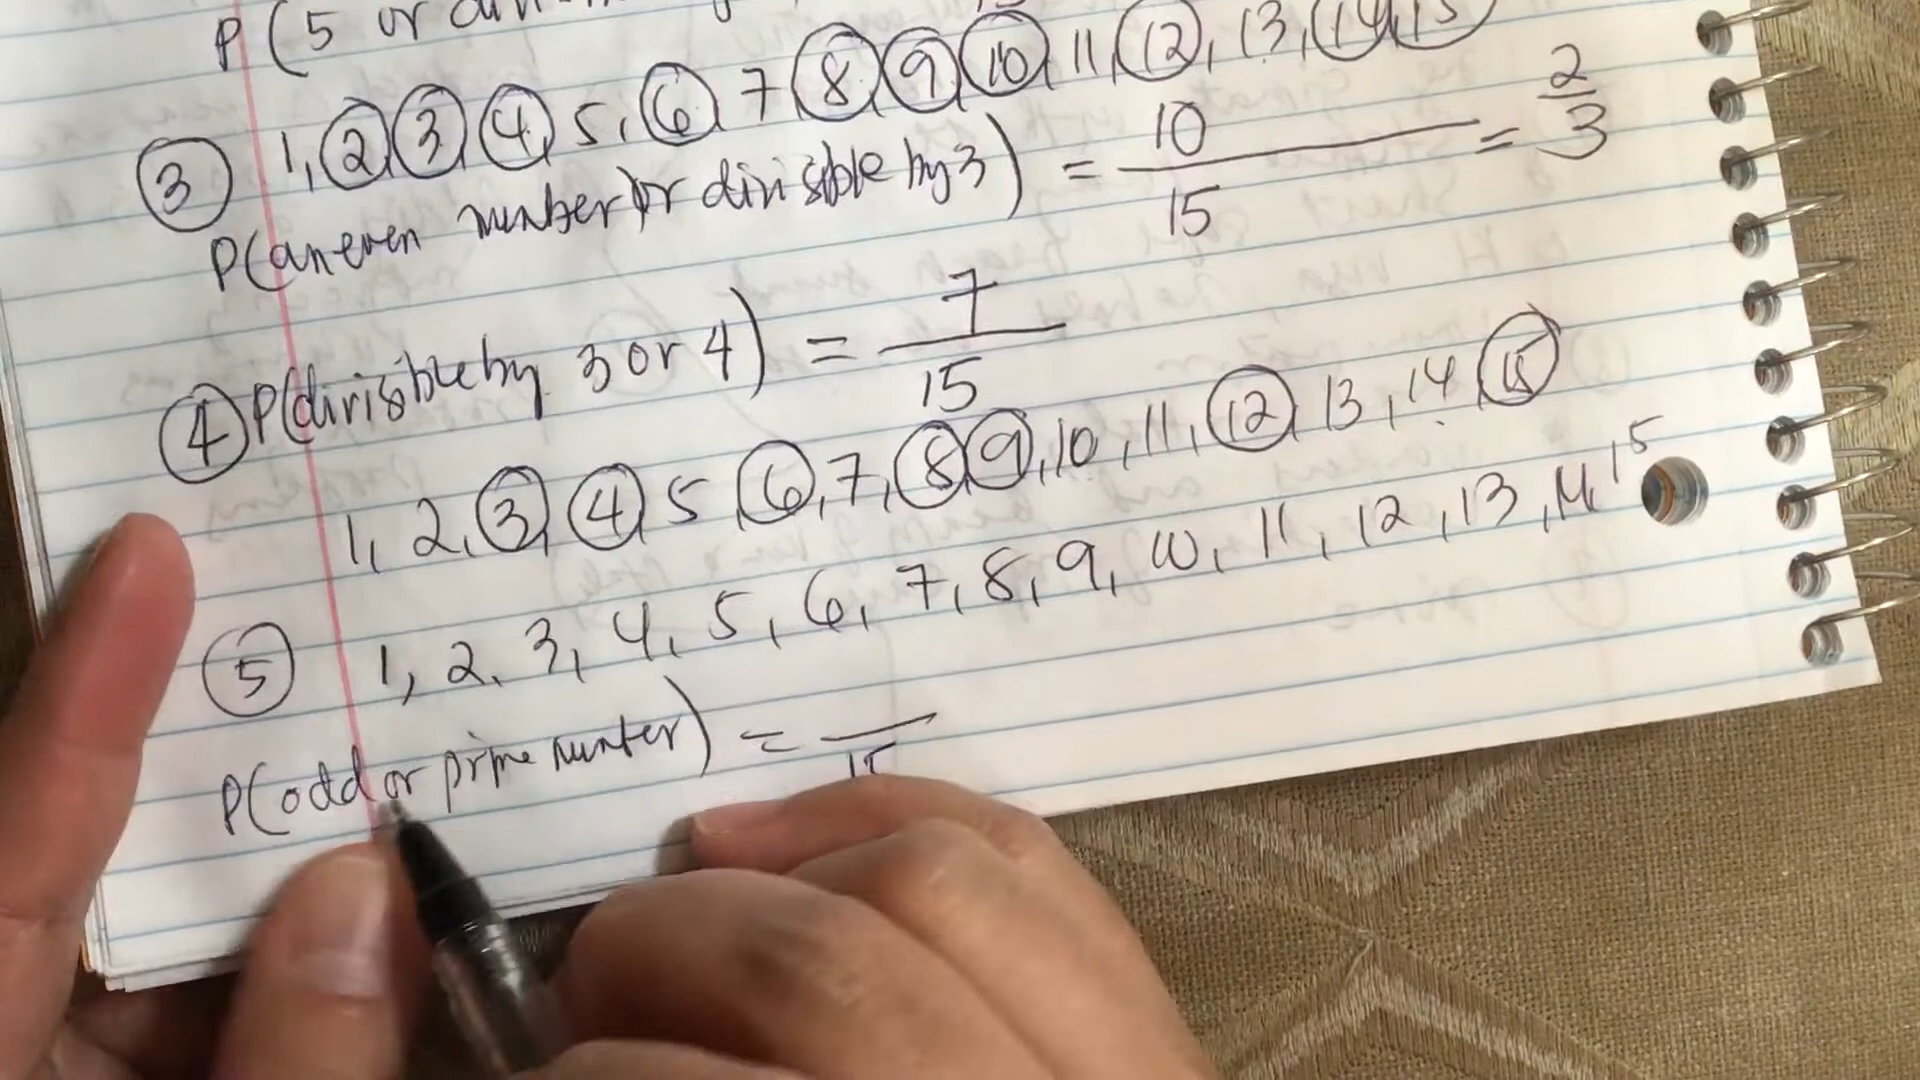 P(5 or
③ 1, ② ③ ④ 5, ⑥ 7 ⑧ ⑨ ⑩ 11 ⑫, 13, ⑭ ⑮
P(an even number or divisible by 3) = 10/15 = 2/3
④ P(divisible by 3 or 4) = 7/15
1, 2, ③ ④ 5 ⑥, 7, ⑧ ⑨, 10, 11, ⑫ 13, 14 ⑮
⑤ 1, 2, 3, 4, 5, 6, 7, 8, 9, 10, 11, 12, 13, 14, 15
P(odd or prime number) = /15